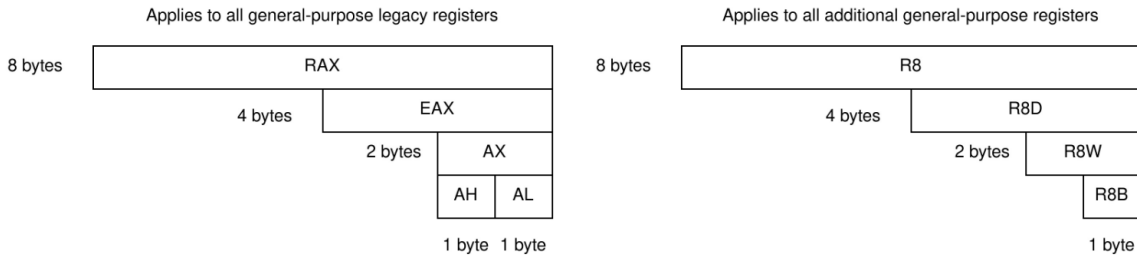 Applies to all general-purpose legacy registers
8 bytes
RAX
4 bytes
EAX
2 bytes
AX
AH
AL
1 byte
1 byte
Applies to all additional general-purpose registers
8 bytes
R8
4 bytes
R8D
2 bytes
R8W
R8B
1 byte